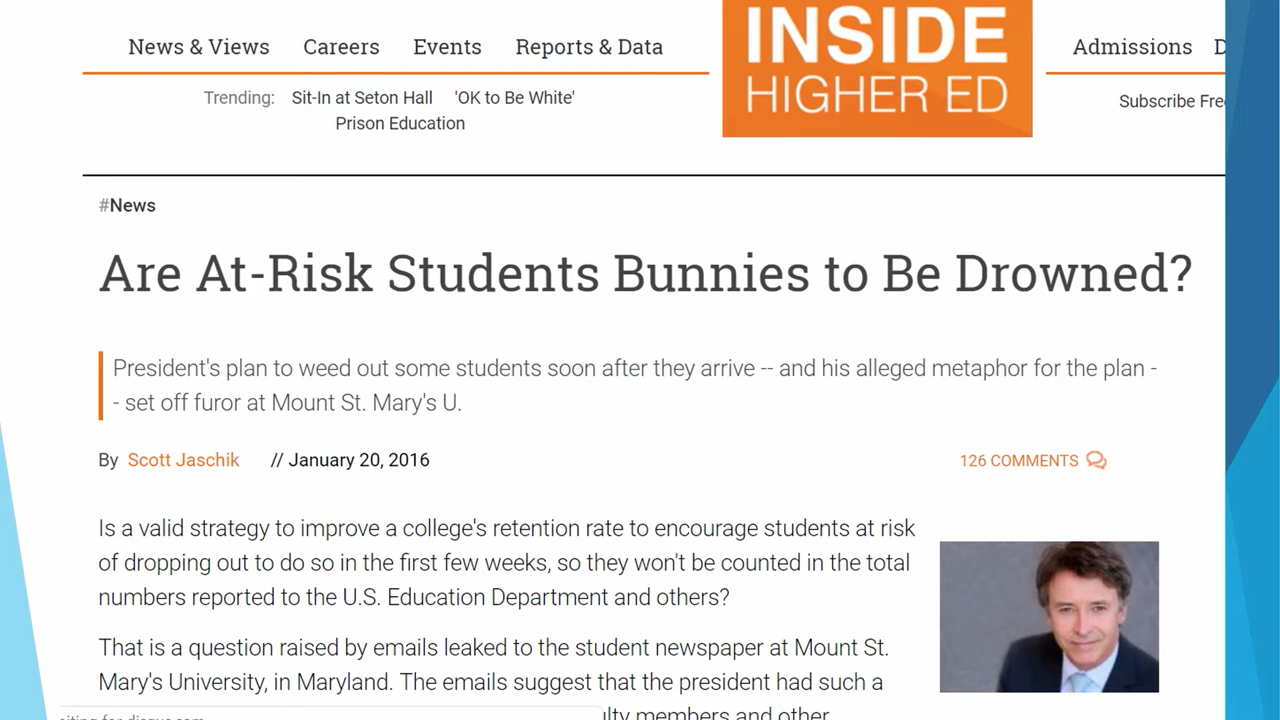 News & Views Careers Events Reports & Data
INSIDE
HIGHER ED
Admissions D
Trending: Sit-In at Seton Hall 'OK to Be White'
Prison Education
Subscribe Fre
#News
Are At-Risk Students Bunnies to Be Drowned?
President's plan to weed out some students soon after they arrive -- and his alleged metaphor for the plan -
- set off furor at Mount St. Mary's U.
By Scott Jaschik // January 20, 2016
126 COMMENTS
Is a valid strategy to improve a college's retention rate to encourage students at risk
of dropping out to do so in the first few weeks, so they won't be counted in the total
numbers reported to the U.S. Education Department and others?
That is a question raised by emails leaked to the student newspaper at Mount St.
Mary's University, in Maryland. The emails suggest that the president had such a
ulty members and other